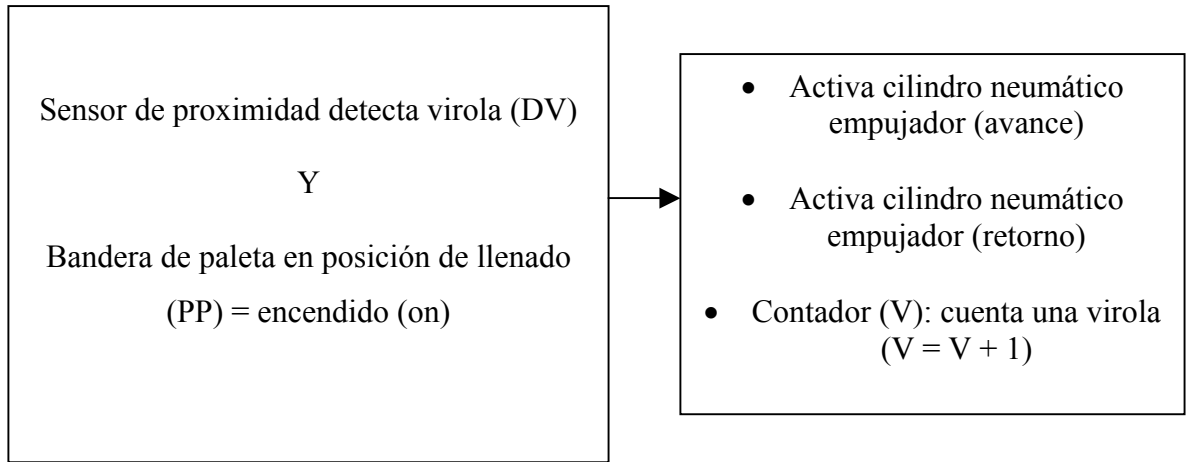 Sensor de proximidad detecta virola (DV)
Y
Bandera de paleta en posición de llenado
(PP) = encendido (on)
• Activa cilindro neumático
empujador (avance)
• Activa cilindro neumático
empujador (retorno)
• Contador (V): cuenta una virola
(V = V + 1)